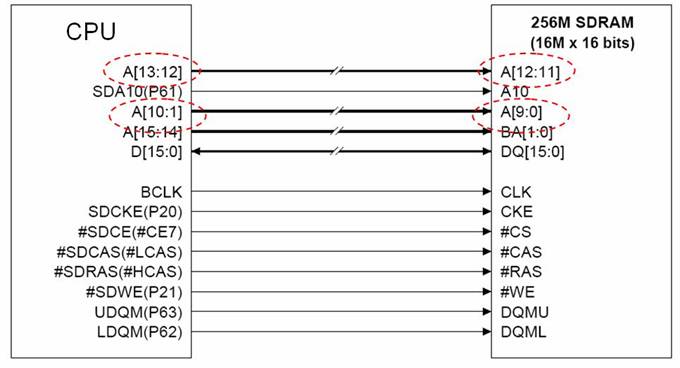 CPU
256M SDRAM
(16M x 16 bits)
A[13:12] A[12:11]
SDA10(P61) A10
A[10:1] A[9:0]
A[15:14] BA[1:0]
D[15:0] DQ[15:0]
BCLK CLK
SDCKE(P20) CKE
#SDCE(#CE7) #CS
#SDCAS(#LCAS) #CAS
#SDRAS(#HCAS) #RAS
#SDWE(P21) #WE
UDQM(P63) DQMU
LDQM(P62) DQML